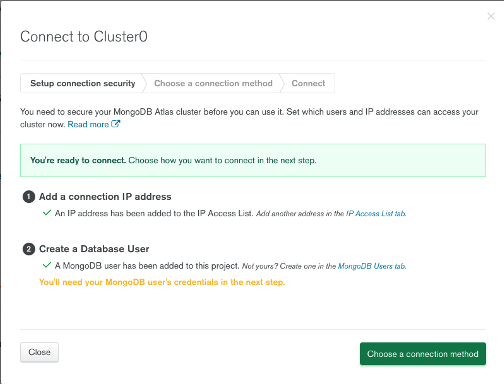 Connect to Cluster0
Setup connection security
Choose a connection method
Connect
You need to secure your MongoDB Atlas cluster before you can use it. Set which users and IP addresses can access your
cluster now. Read more
You're ready to connect. Choose how you want to connect in the next step.
1 Add a connection IP address
An IP address has been added to the IP Access List. Add another address in the IP Access List tab.
2 Create a Database User
A MongoDB user has been added to this project. Not yours? Create one in the MongoDB Users tab.
You'll need your MongoDB user's credentials in the next step.
Close
Choose a connection method